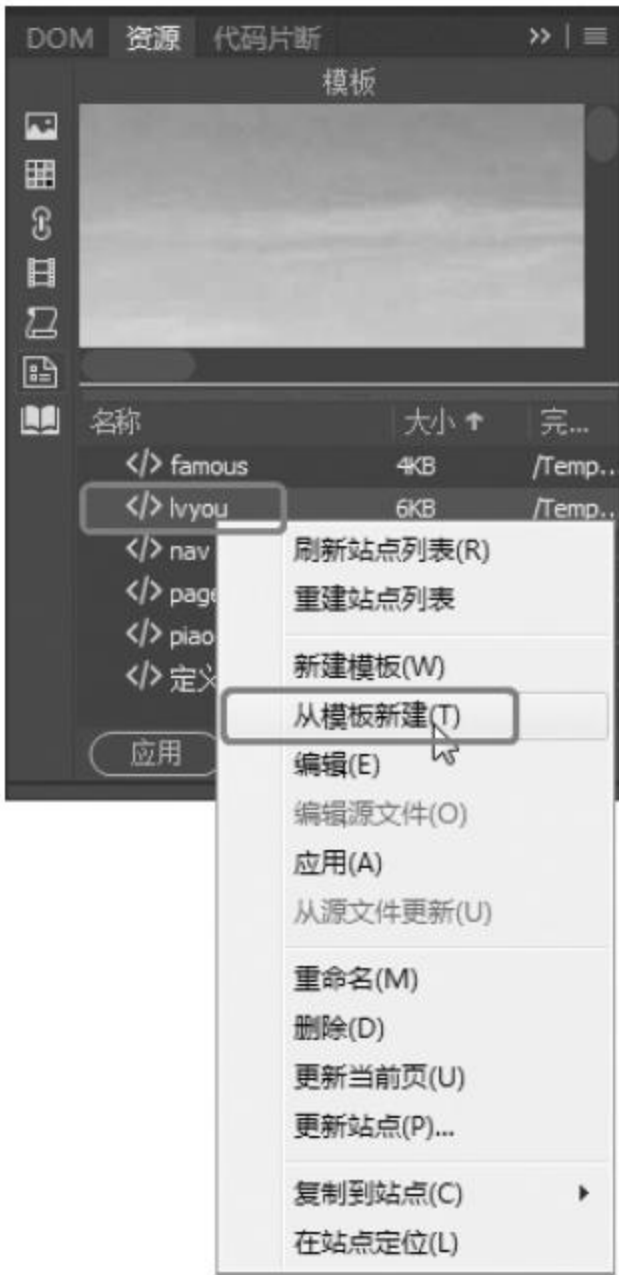 DOM 资源 代码片断
模板
名称 大小 完...
famous 4KB /Temp..
lvyou 6KB /Temp..
nav
page
piao
定义
应用
刷新站点列表(R)
重建站点列表
新建模板(W)
从模板新建(T)
编辑(E)
编辑源文件(O)
应用(A)
从源文件更新(U)
重命名(M)
删除(D)
更新当前页(U)
更新站点(P)...
复制到站点(C)
在站点定位(L)